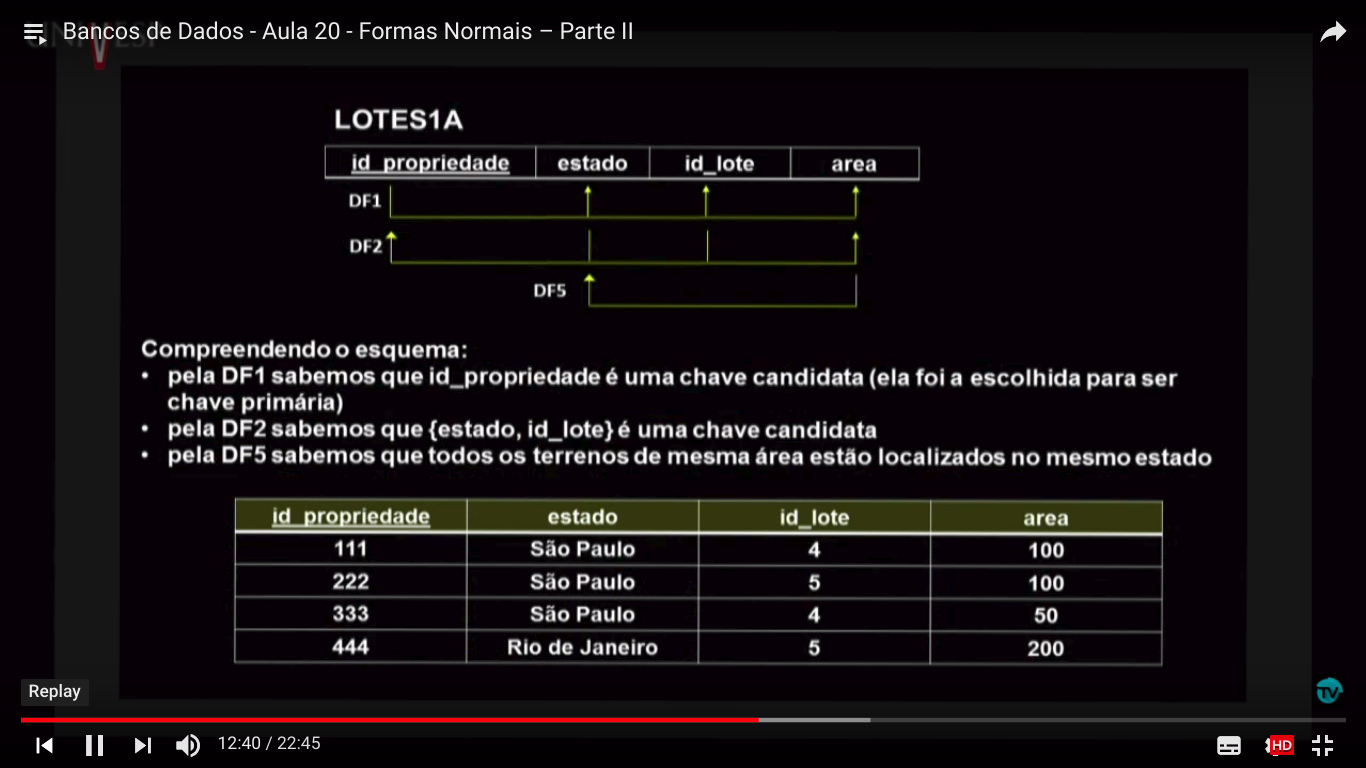 Bancos de Dados - Aula 20 - Formas Normais – Parte II
LOTES1A
id_propriedade estado id_lote area
DF1
DF2
DF5
Compreendendo o esquema:
• pela DF1 sabemos que id_propriedade é uma chave candidata (ela foi a escolhida para ser
chave primária)
• pela DF2 sabemos que {estado, id_lote} é uma chave candidata
• pela DF5 sabemos que todos os terrenos de mesma área estão localizados no mesmo estado
id_propriedade estado id_lote area
111 São Paulo 4 100
222 São Paulo 5 100
333 São Paulo 4 50
444 Rio de Janeiro 5 200
Replay
TV
12:40 / 22:45
HD